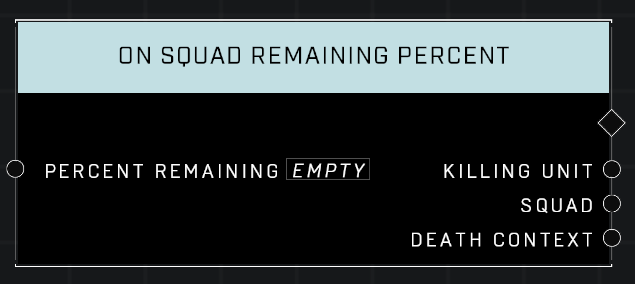 ON SQUAD REMAINING PERCENT
PERCENT REMAINING EMPTY KILLING UNIT
SQUAD
DEATH CONTEXT